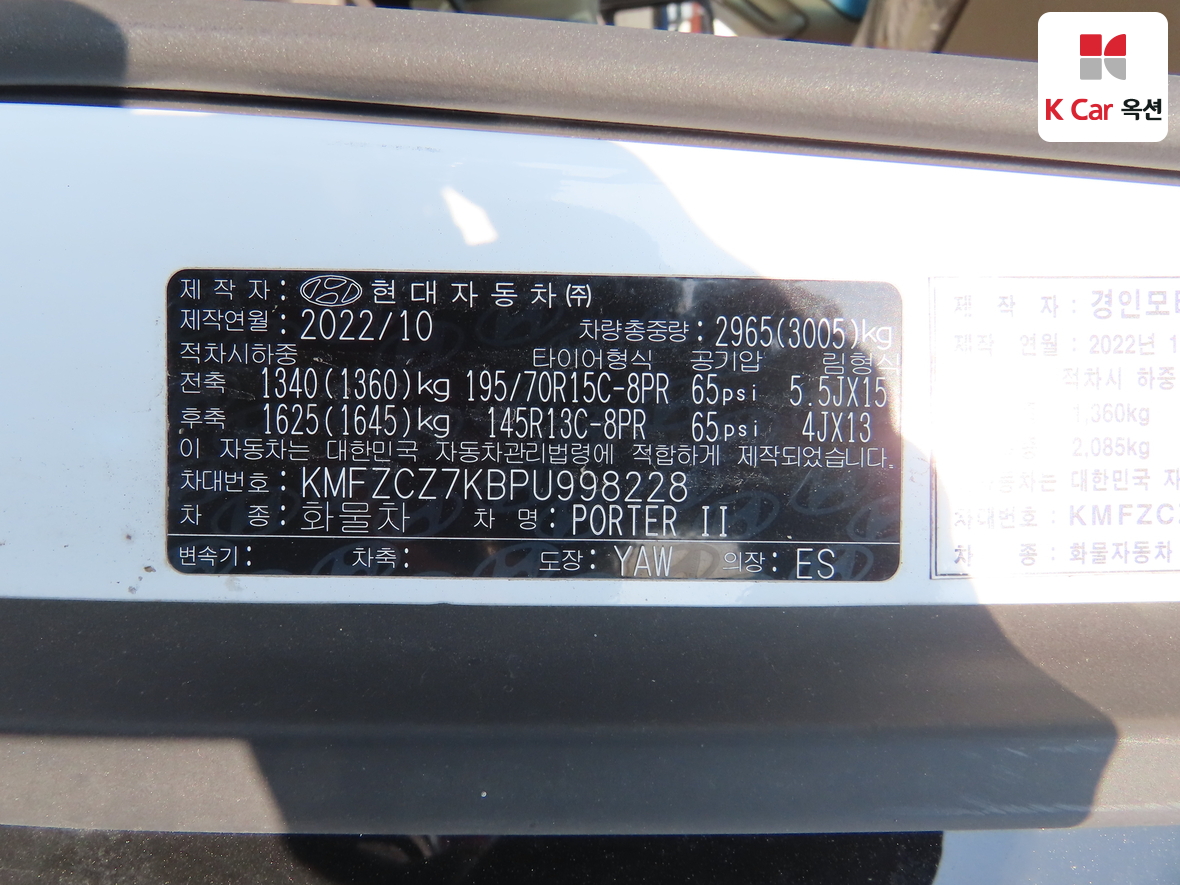 K Car 옥션
제 작 자 : 현 대 자 동 차 ㈜
제작연월 : 2022/10 차량총중량 : 2965(3005)kg
적차시하중 타이어형식 공기압 림형식
전축 1340(1360)kg 195/70R15C-8PR 65psi 5.5JX15
후축 1625(1645)kg 145R13C-8PR 65psi 4JX13
이 자동차는 대한민국 자동차관리법령에 적합하게 제작되었습니다.
차대번호 : KMFZCZ7KBPU998228
차 종 : 화물차 차 명 : PORTER II
변속기 : 차축 : 도장 : YAW 의장 : ES
제 작 자 : 경인모
제작 연월 : 2022년 1
적차시 하중
1,360kg
2,085kg
는 대한민국 자
차대번호 : KMFZC
차 종 : 화물자동차